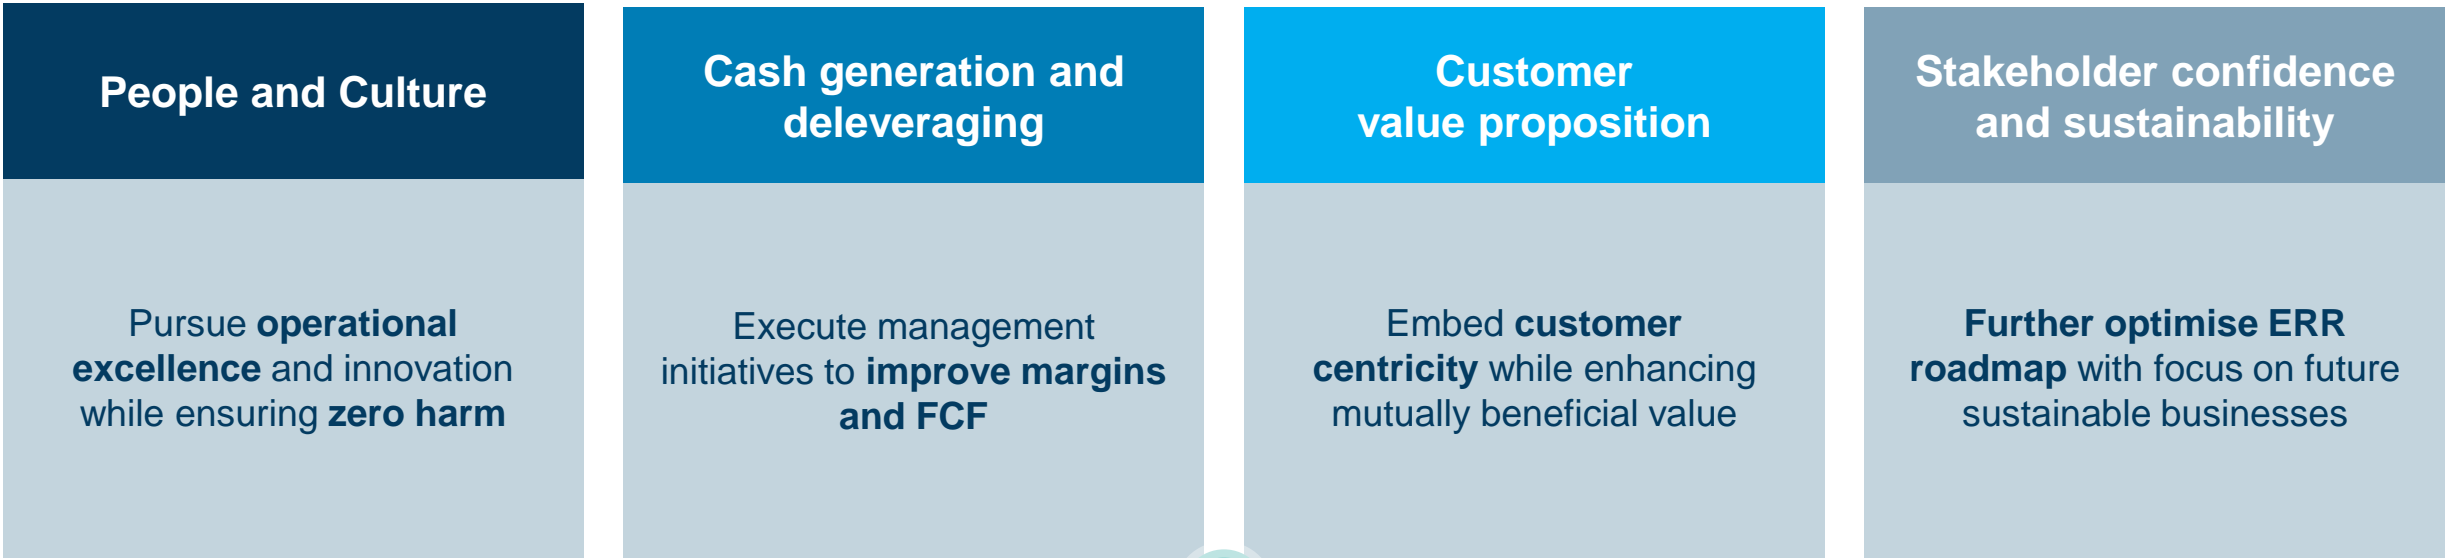 People and Culture
Pursue operational
excellence and innovation
while ensuring zero harm
Cash generation and
deleveraging
Execute management
initiatives to improve margins
and FCF
Customer
value proposition
Embed customer
centricity while enhancing
mutually beneficial value
Stakeholder confidence
and sustainability
Further optimise ERR
roadmap with focus on future
sustainable businesses